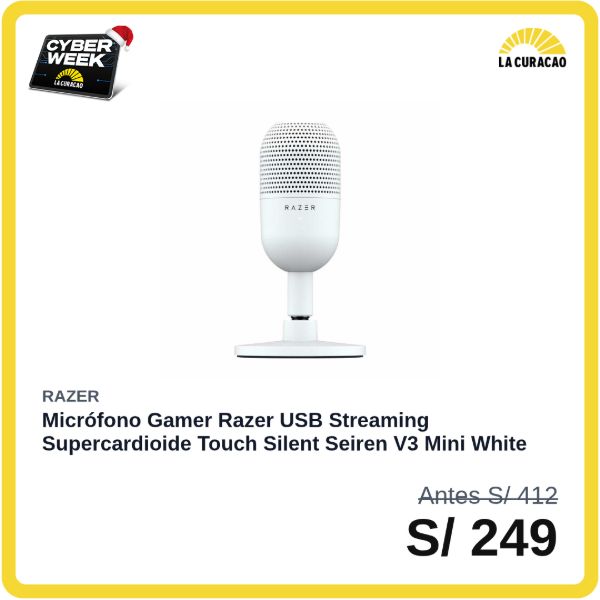 CYBER
WEEK
LA CURACAO
LA CURACAO
RAZER
RAZER
Micrófono Gamer Razer USB Streaming
Supercardioide Touch Silent Seiren V3 Mini White
Antes S/ 412
S/ 249